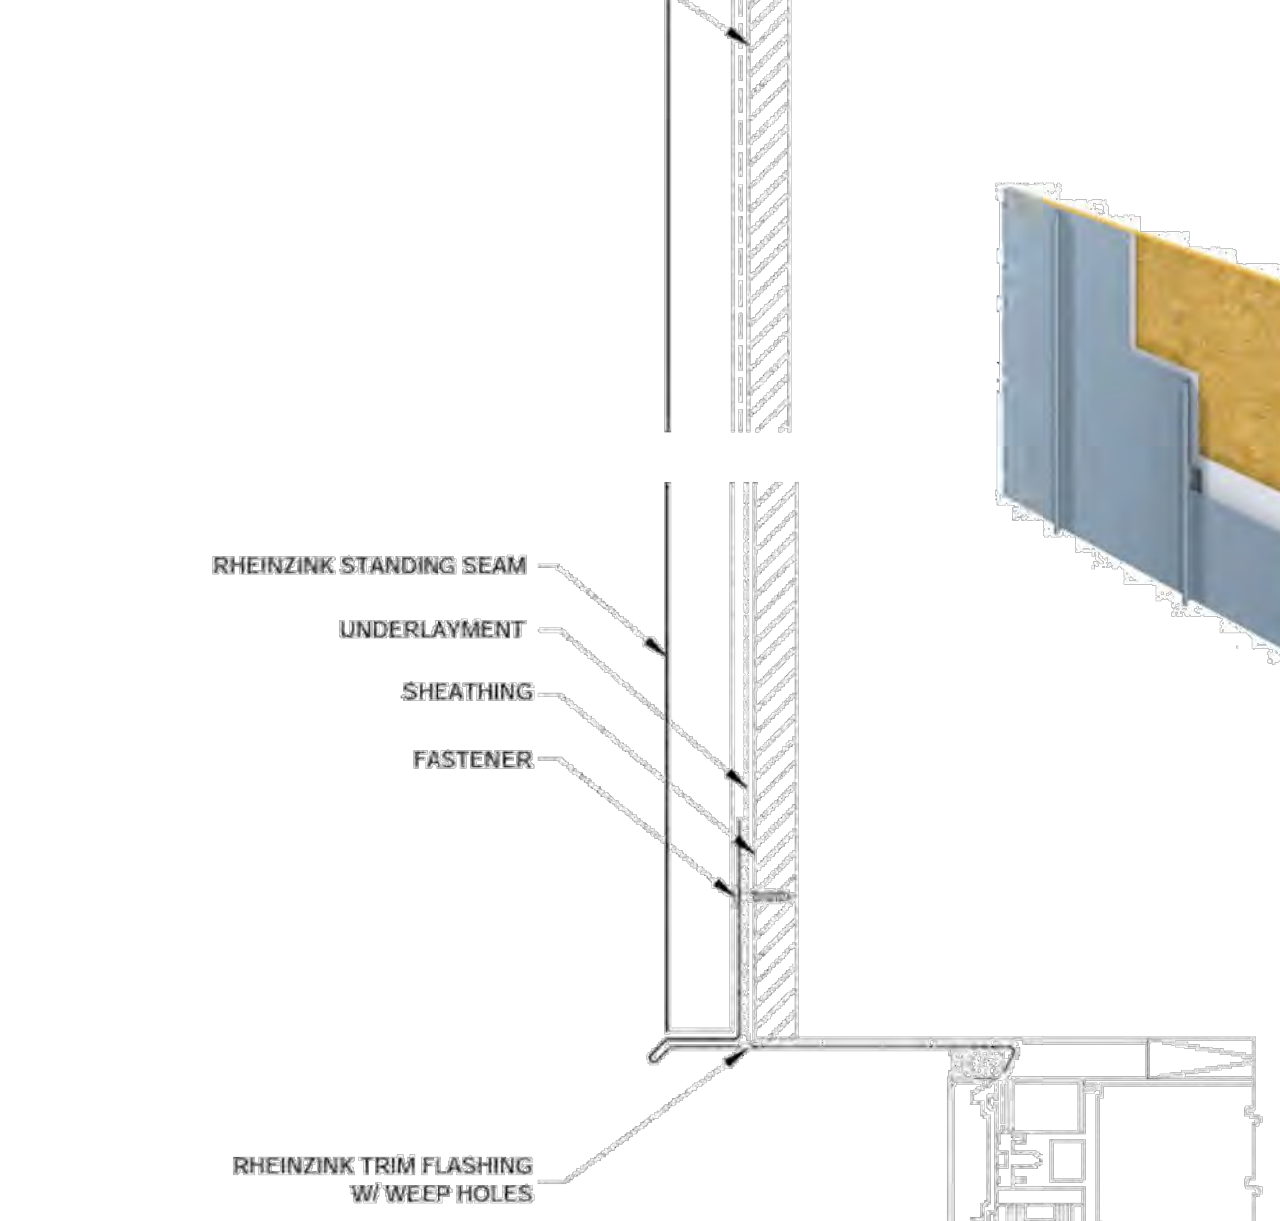 RHEINZINK STANDING SEAM
UNDERLAYMENT
SHEATHING
FASTENER
RHEINZINK TRIM FLASHING
W/ WEEP HOLES